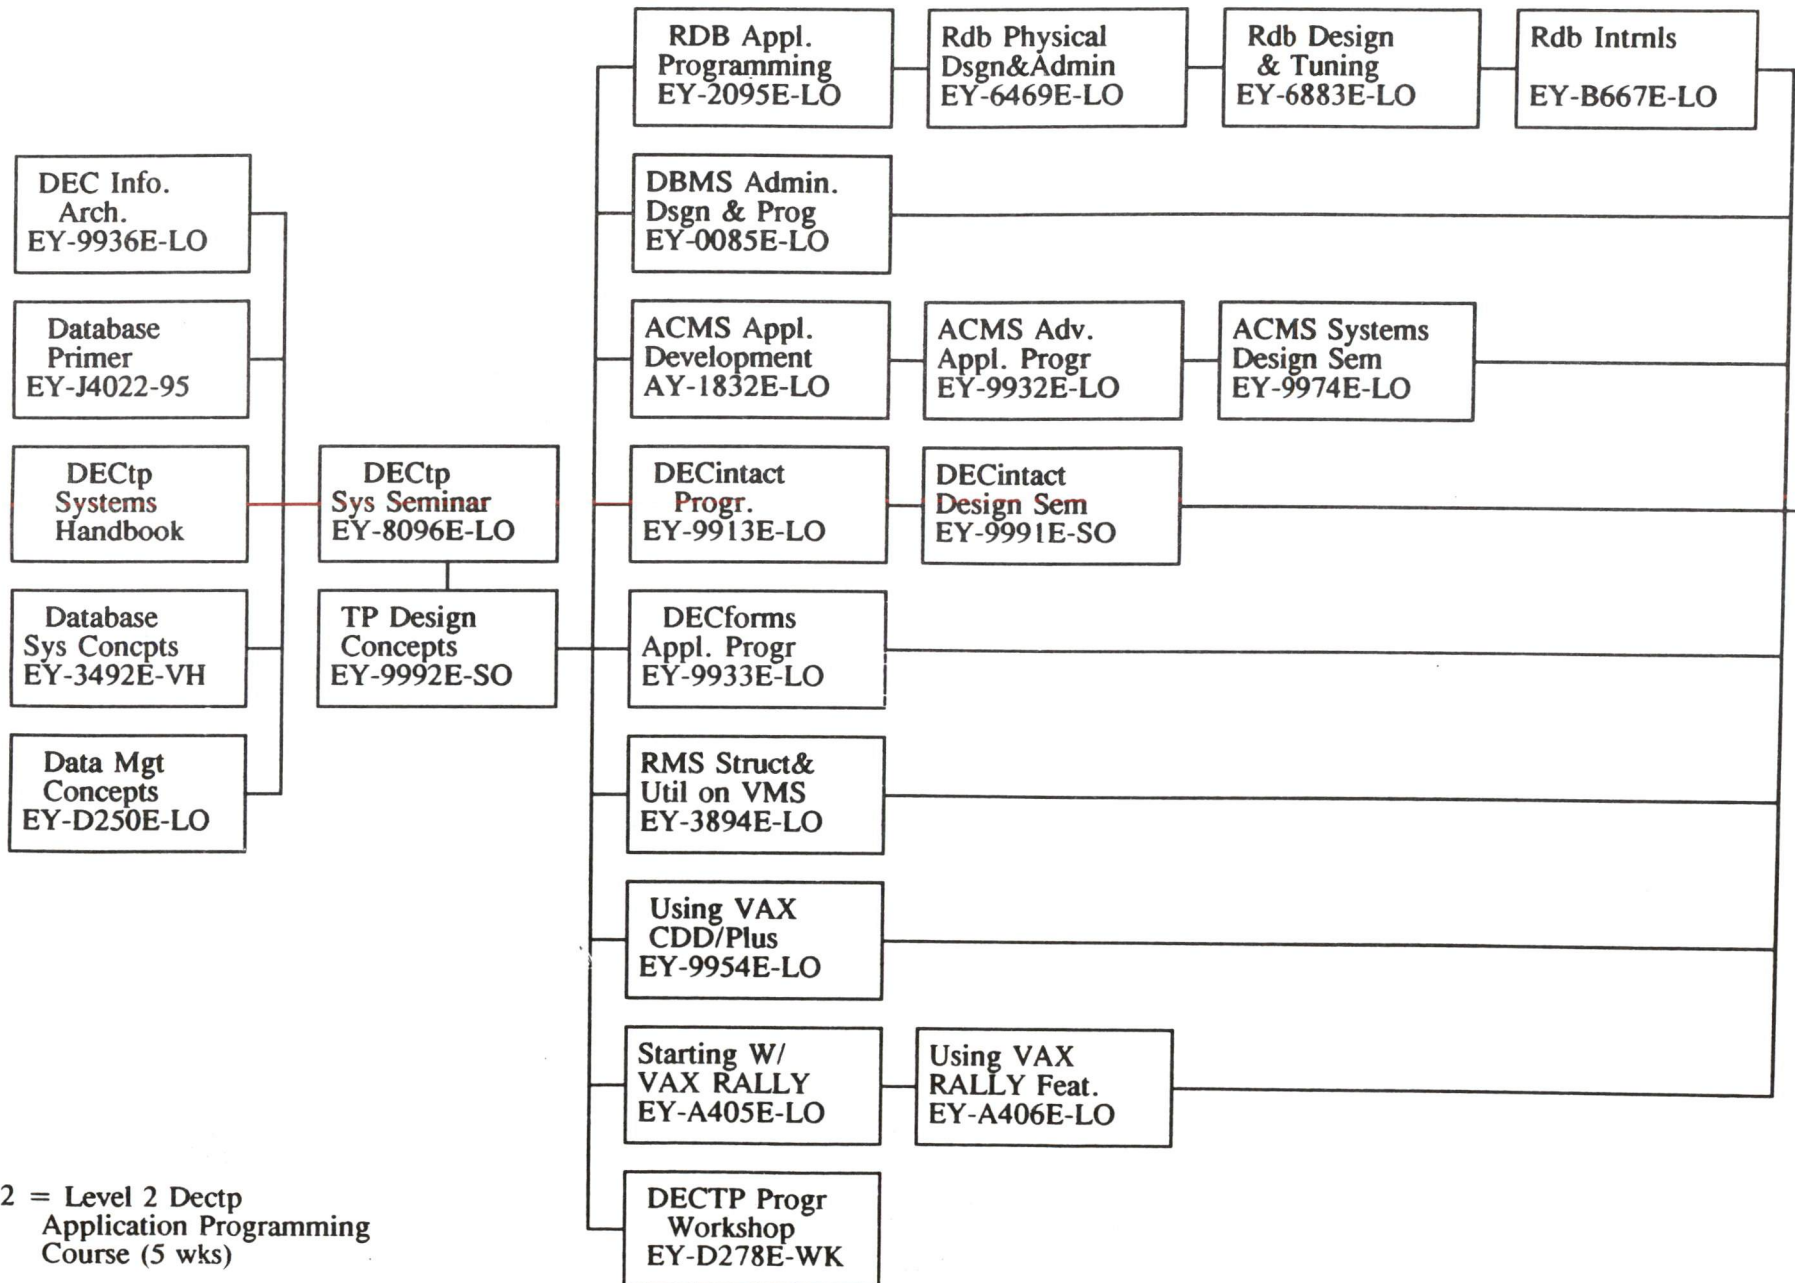 RDB Appl.
Programming
EY-2095E-LO
Rdb Physical
Dsgn&Admin
EY-6469E-LO
Rdb Design
& Tuning
EY-6883E-LO
Rdb Intrnls
EY-B667E-LO
DEC Info.
Arch.
EY-9936E-LO
DBMS Admin.
Dsgn & Prog
EY-0085E-LO
Database
Primer
EY-J4022-95
ACMS Appl.
Development
AY-1832E-LO
ACMS Adv.
Appl. Progr
EY-9932E-LO
ACMS Systems
Design Sem
EY-9974E-LO
DECtp
Systems
Handbook
DECtp
Sys Seminar
EY-8096E-LO
DECintact
Progr.
EY-9913E-LO
DECintact
Design Sem
EY-9991E-SO
Database
Sys Concpts
EY-3492E-VH
TP Design
Concepts
EY-9992E-SO
DECforms
Appl. Progr
EY-9933E-LO
Data Mgt
Concepts
EY-D250E-LO
RMS Struct&
Util on VMS
EY-3894E-LO
Using VAX
CDD/Plus
EY-9954E-LO
Starting W/
VAX RALLY
EY-A405E-LO
Using VAX
RALLY Feat.
EY-A406E-LO
DECTP Progr
Workshop
EY-D278E-WK
2 = Level 2 Dectp
Application Programming
Course (5 wks)